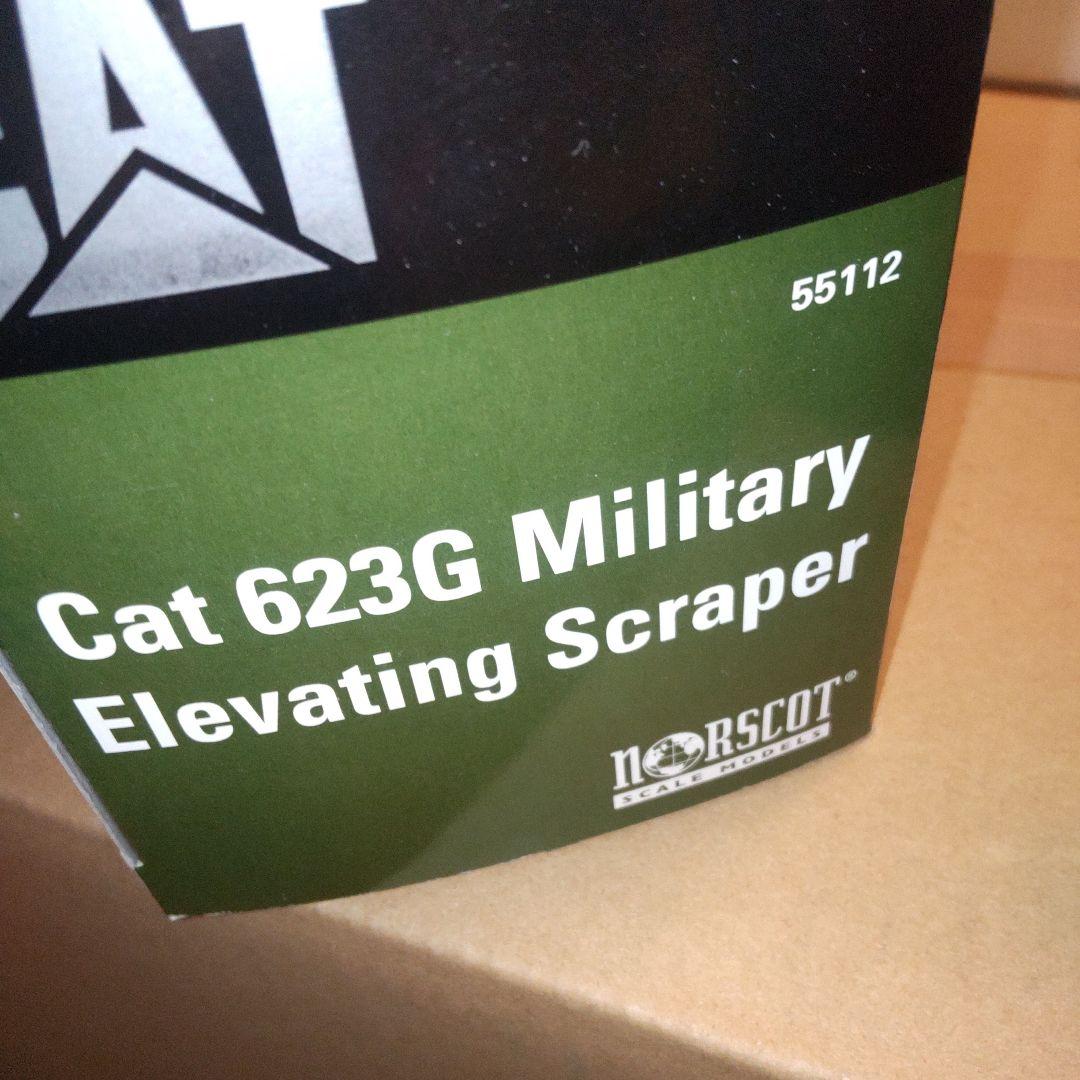 CAT
55112
Cat 623G Military
Elevating Scraper
NORSCOT®
SCALE MODELS